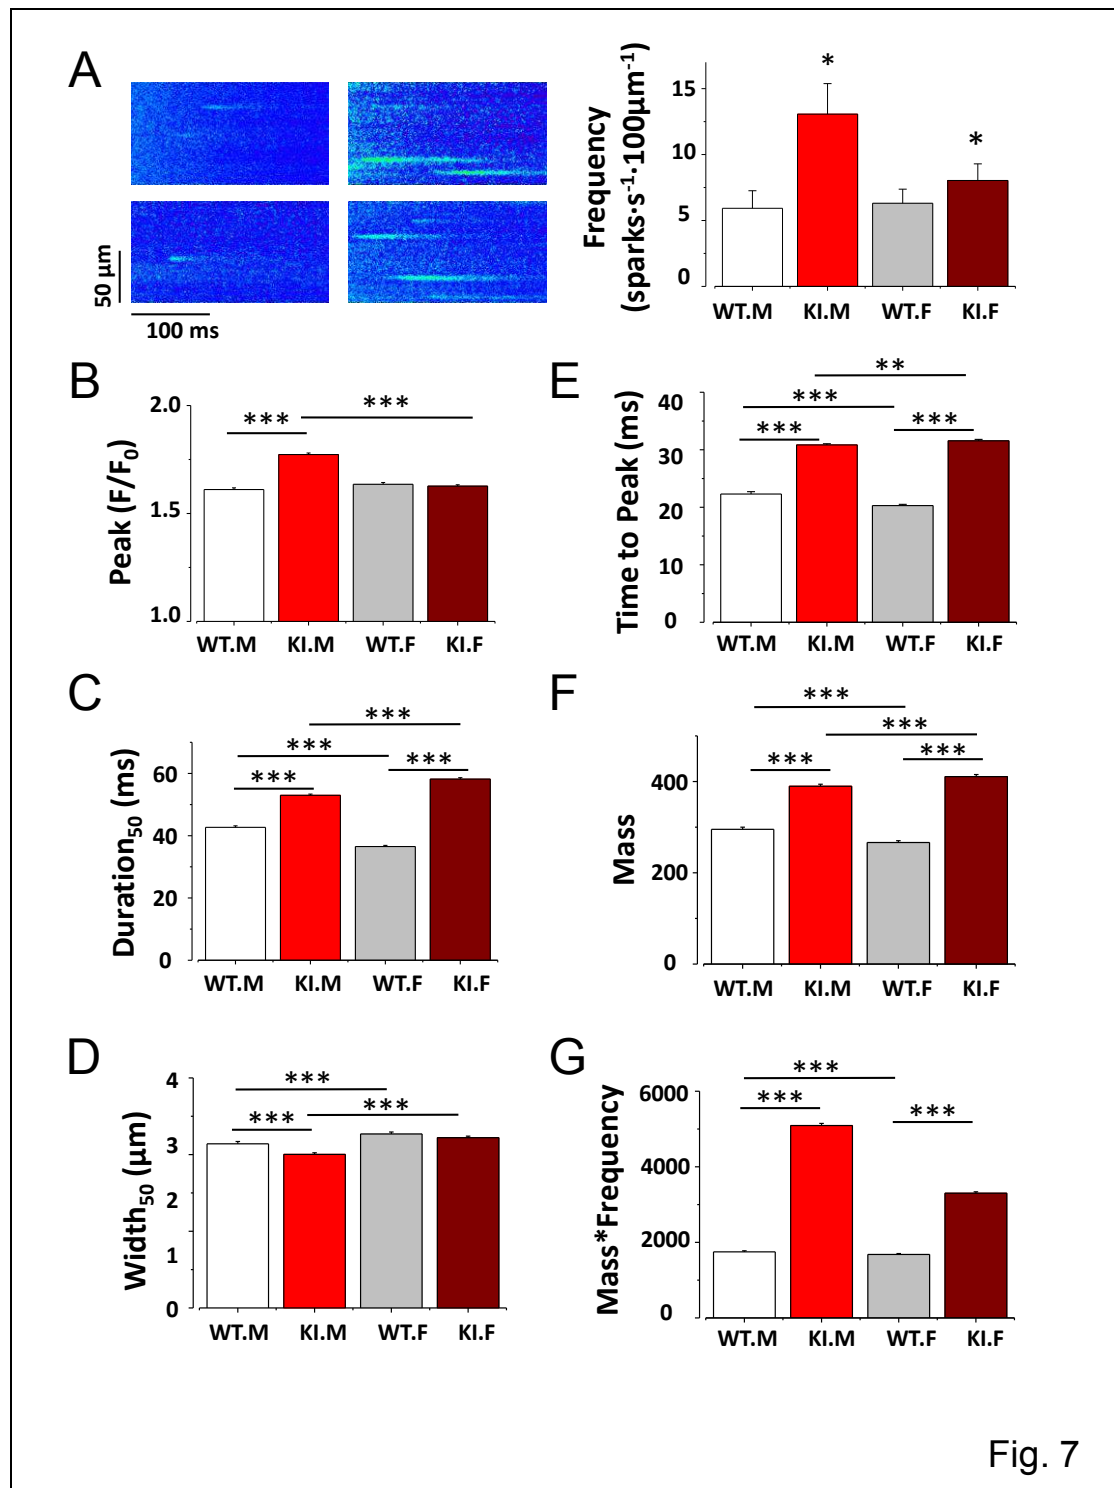 A
50 µm
100 ms
Frequency
(sparks·s⁻¹·100µm⁻¹)
15
10
5
0
*
*
WT.M KI.M WT.F KI.F
B
Peak (F/F₀)
2.0
1.5
1.0
***
***
WT.M KI.M WT.F KI.F
E
Time to Peak (ms)
40
30
20
10
0
**
***
***
***
WT.M KI.M WT.F KI.F
C
Duration₅₀ (ms)
60
40
20
0
***
***
***
***
WT.M KI.M WT.F KI.F
F
Mass
400
200
0
***
***
***
***
WT.M KI.M WT.F KI.F
D
Width₅₀ (µm)
4
3
2
1
0
***
***
***
WT.M KI.M WT.F KI.F
G
Mass*Frequency
6000
4000
2000
0
***
***
***
WT.M KI.M WT.F KI.F
Fig. 7